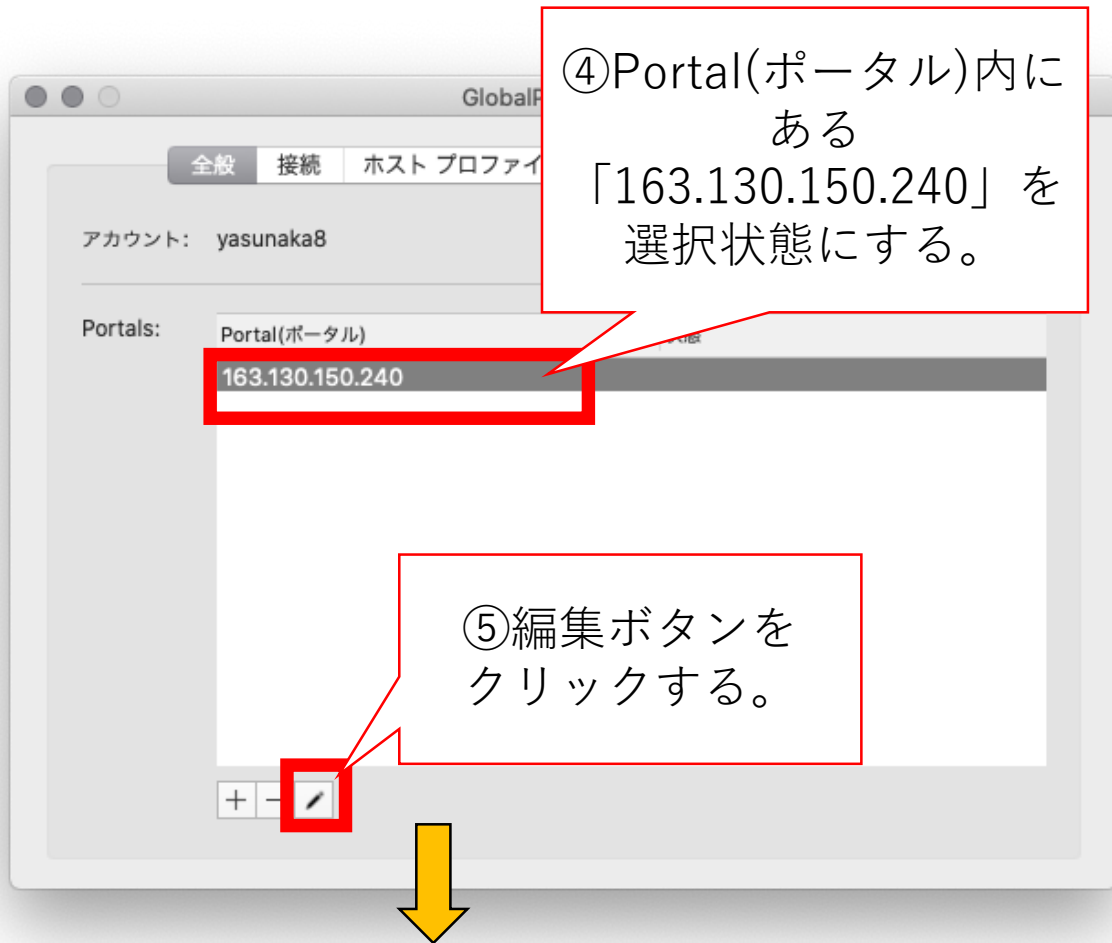 ④Portal(ポータル)内に
ある
「163.130.150.240」を
選択状態にする。
全般 接続 ホスト プロファイ
アカウント: yasunaka8
Portals:
Portal(ポータル)
163.130.150.240
⑤編集ボタンを
クリックする。